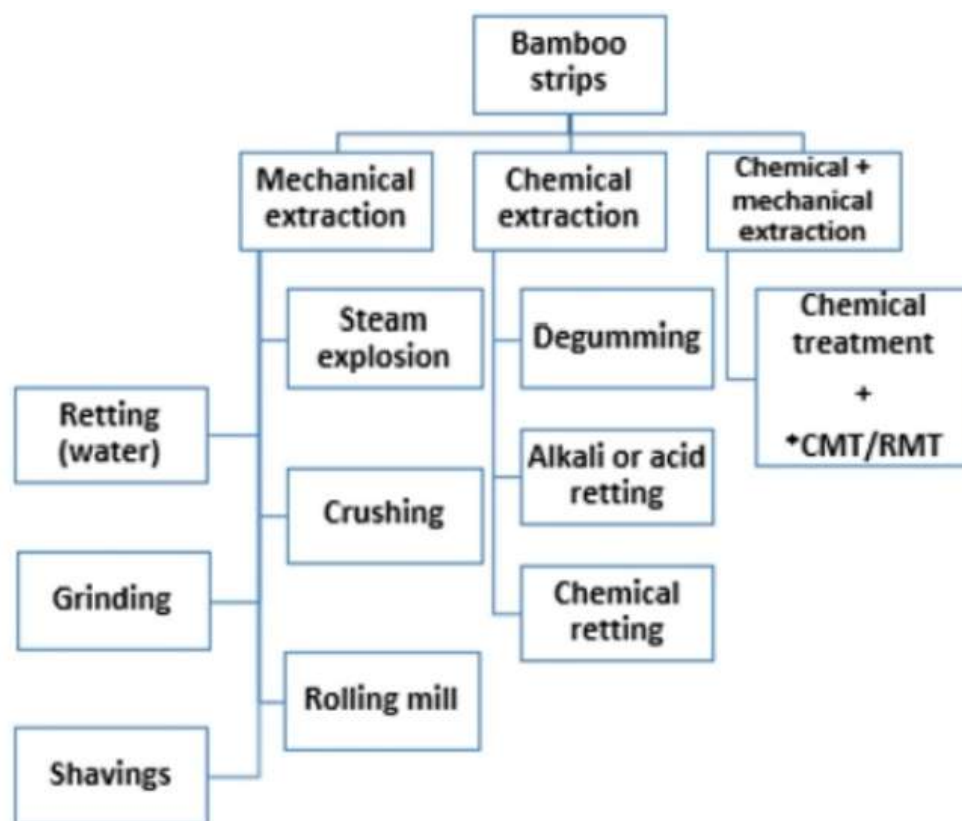 Bamboo
strips
Mechanical
extraction
Chemical
extraction
Chemical +
mechanical
extraction
Steam
explosion
Retting
(water)
Crushing
Grinding
Rolling mill
Shavings
Degumming
Alkali or acid
retting
Chemical
retting
Chemical
treatment
+
*CMT/RMT